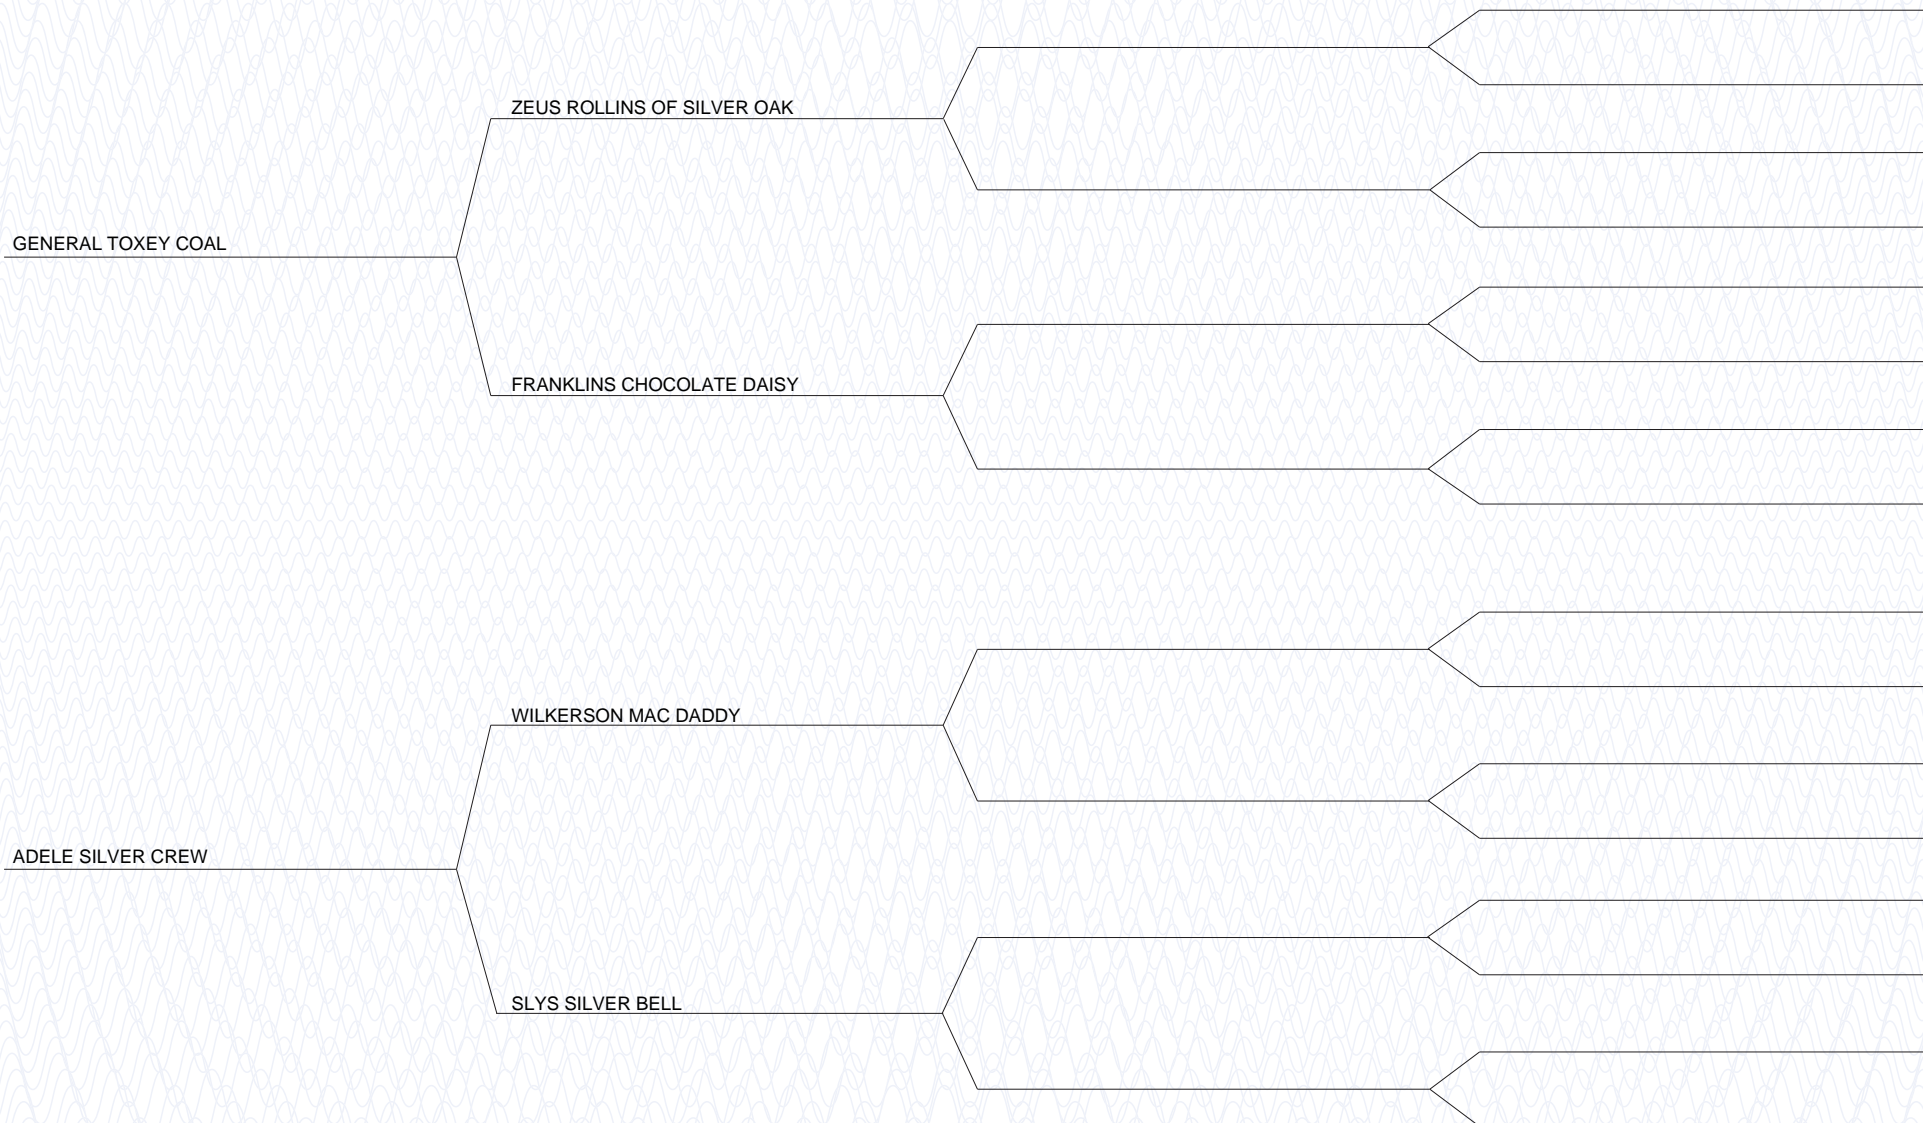 ZEUS ROLLINS OF SILVER OAK
GENERAL TOXEY COAL
FRANKLINS CHOCOLATE DAISY
WILKERSON MAC DADDY
ADELE SILVER CREW
SLYS SILVER BELL